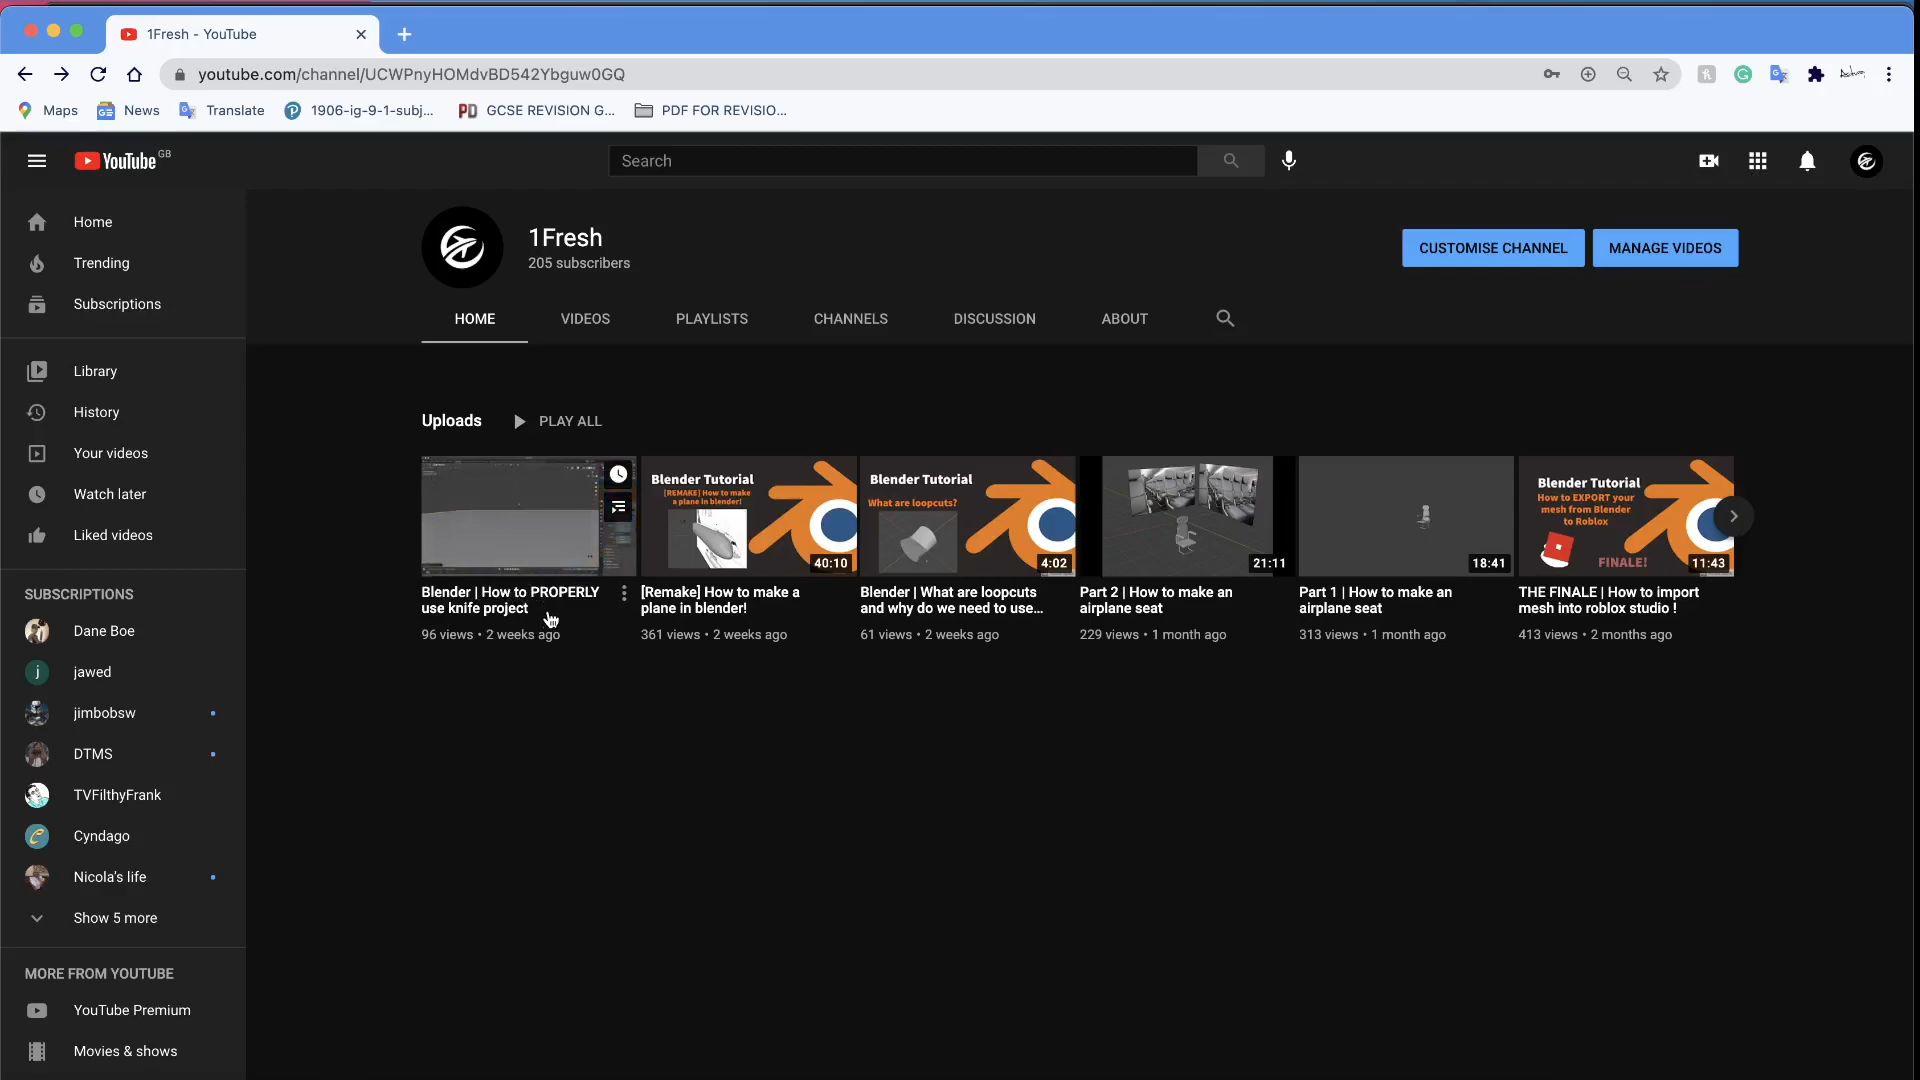 1Fresh - YouTube
youtube.com/channel/UCWPnyHOMdvBD542Ybguw0GQ
Maps
News
Translate
1906-ig-9-1-subj...
GCSE REVISION G...
PDF FOR REVISIO...
YouTube GB
Search
Home
Trending
Subscriptions
Library
History
Your videos
Watch later
Liked videos
SUBSCRIPTIONS
Dane Boe
j
jawed
jimbobsw
DTMS
TVFilthyFrank
Cyndago
Nicola's life
Show 5 more
MORE FROM YOUTUBE
YouTube Premium
Movies & shows
1Fresh
205 subscribers
CUSTOMISE CHANNEL
MANAGE VIDEOS
HOME
VIDEOS
PLAYLISTS
CHANNELS
DISCUSSION
ABOUT
Uploads
PLAY ALL
Blender | How to PROPERLY
use knife project
96 views • 2 weeks ago
Blender Tutorial
[REMAKE] How to make
a plane in blender!
40:10
[Remake] How to make a
plane in blender!
361 views • 2 weeks ago
Blender Tutorial
What are loopcuts?
4:02
Blender | What are loopcuts
and why do we need to use...
61 views • 2 weeks ago
21:11
Part 2 | How to make an
airplane seat
229 views • 1 month ago
18:41
Part 1 | How to make an
airplane seat
313 views • 1 month ago
Blender Tutorial
How to EXPORT your
mesh from Blender
to Roblox
FINALE!
11:43
THE FINALE | How to import
mesh into roblox studio !
413 views • 2 months ago